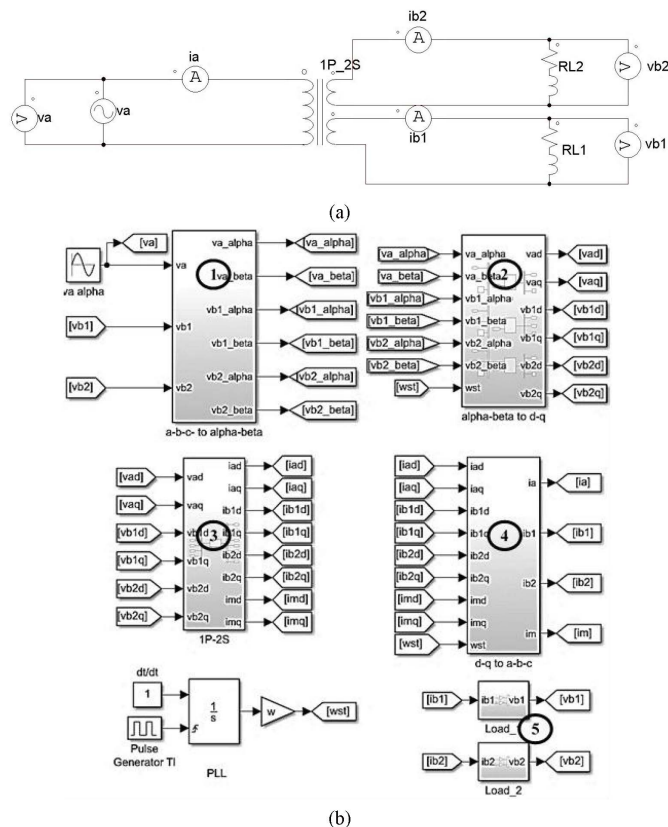 ib2
ia
A
1P_2S
A
RL2
V
vb2
V
va
va
A
ib1
RL1
V
vb1
(a)
[va]
va alpha
[vb1]
[vb2]
va
vb1
vb2
1
va_alpha
va_beta
vb1_alpha
vb1_beta
vb2_alpha
vb2_beta
[va_alpha]
[va_beta]
[vb1_alpha]
[vb1_beta]
[vb2_alpha]
[vb2_beta]
a-b-c- to alpha-beta
[va_alpha]
[va_beta]
[vb1_alpha]
[vb1_beta]
[vb2_alpha]
[vb2_beta]
[wst]
va_alpha
va_beta
vb1_alpha
vb1_beta
vb2_alpha
vb2_beta
wst
2
vad
vaq
vb1d
vb1q
vb2d
vb2q
[vad]
[vaq]
[vb1d]
[vb1q]
[vb2d]
[vb2q]
alpha-beta to d-q
[vad]
[vaq]
[vb1d]
[vb1q]
[vb2d]
[vb2q]
vad
vaq
vb1d
vb1q
vb2d
vb2q
3
iad
iaq
ib1d
ib1q
ib2d
ib2q
imd
imq
[iad]
[iaq]
[ib1d]
[ib1q]
[ib2d]
[ib2q]
[imd]
[imq]
1P-2S
[iad]
[iaq]
[ib1d]
[ib1q]
[ib2d]
[ib2q]
[imd]
[imq]
[wst]
iad
iaq
ib1d
ib1q
ib2d
ib2q
imd
imq
wst
4
ia
ib1
ib2
im
[ia]
[ib1]
[ib2]
[im]
d-q to a-b-c
dt/dt
1
Pulse
Generator TI
1
s
PLL
w
[wst]
[ib1]
ib1
vb1
[vb1]
Load_
5
[ib2]
ib2
vb2
[vb2]
Load_2
(b)